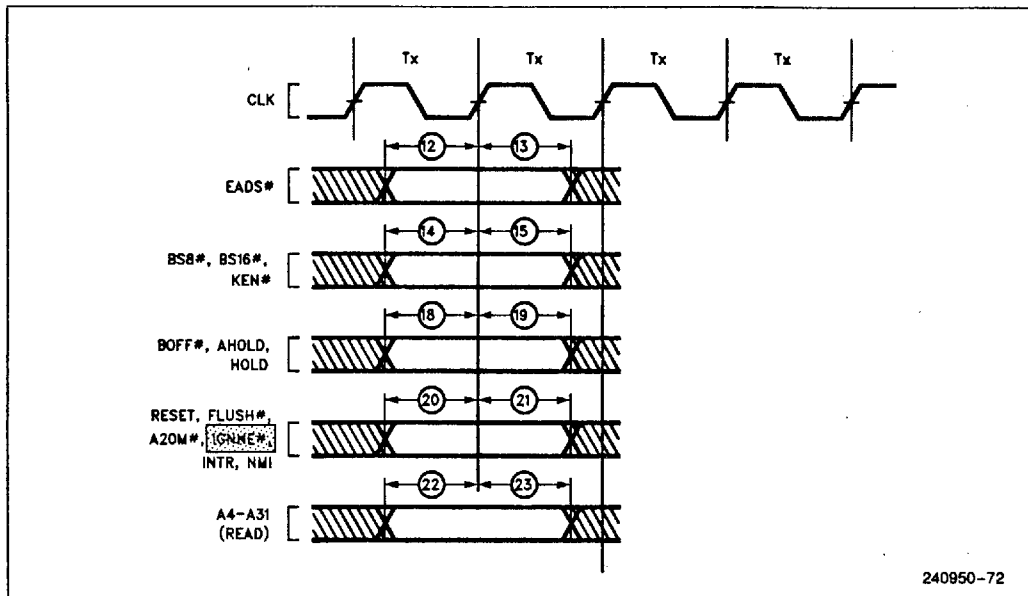 Tx Tx Tx Tx
CLK
12 13
EADS#
14 15
BS8#, BS16#,
KEN#
18 19
BOFF#, AHOLD,
HOLD
20 21
RESET, FLUSH#,
A20M#, IGNNE#,
INTR, NMI
22 23
A4-A31
(READ)
240950-72